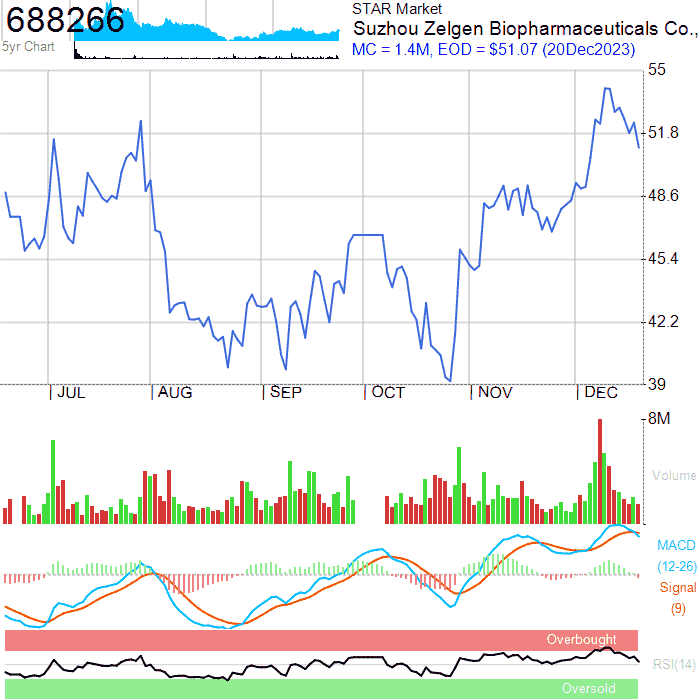 688266
5yr Chart
STAR Market
Suzhou Zelgen Biopharmaceuticals Co.,
MC = 1.4M, EOD = $51.07 (20Dec2023)
55
51.8
48.6
45.4
42.2
39
JUL AUG SEP OCT NOV DEC
8M
Volume
MACD
(12-26)
Signal
(9)
Overbought
RSI(14)
Oversold